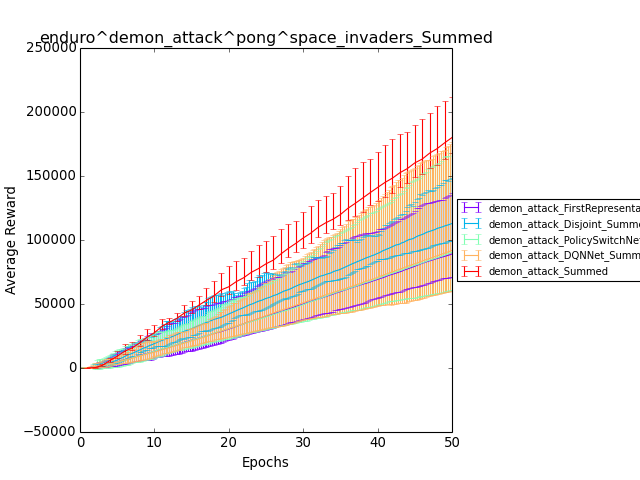 enduro^demon_attack^pong^space_invaders_Summed
250000
200000
150000
100000
50000
0
−50000
Average Reward
0 10 20 30 40 50
Epochs
demon_attack_FirstRepresenta
demon_attack_Disjoint_Summe
demon_attack_PolicySwitchNe
demon_attack_DQNNet_Summ
demon_attack_Summed